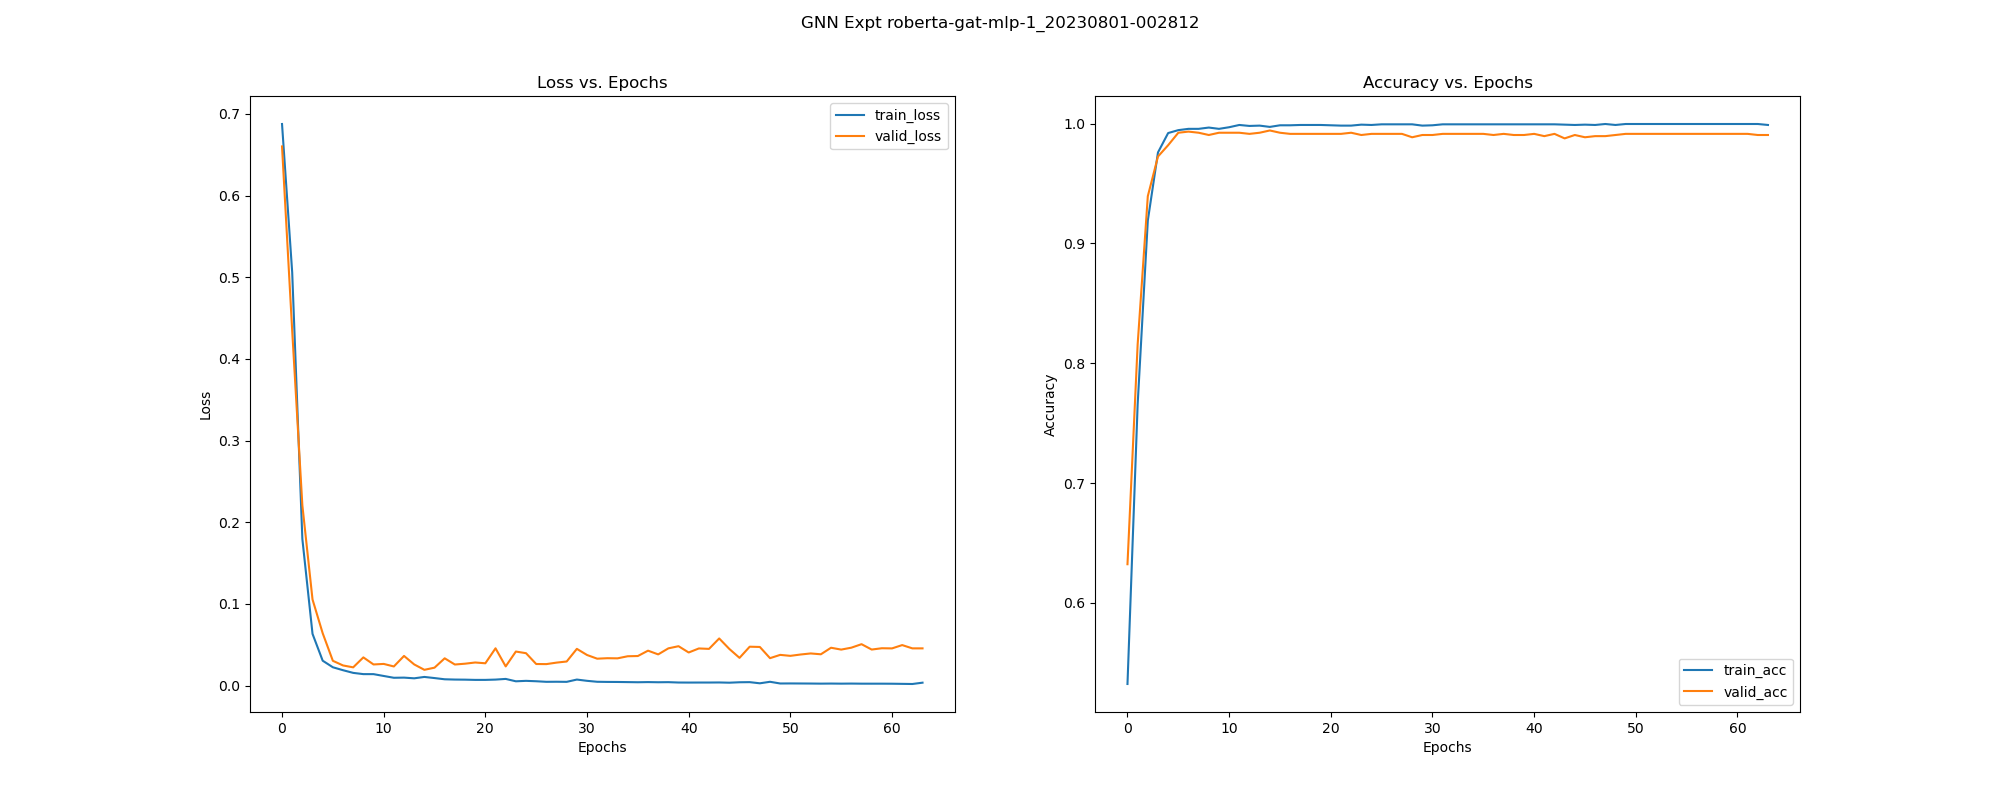 GNN Expt roberta-gat-mlp-1_20230801-002812
Loss vs. Epochs
0.7
0.6
0.5
0.4
0.3
0.2
0.1
0.0
Loss
train_loss
valid_loss
0 10 20 30 40 50 60
Epochs
Accuracy vs. Epochs
1.0
0.9
0.8
0.7
0.6
Accuracy
train_acc
valid_acc
0 10 20 30 40 50 60
Epochs